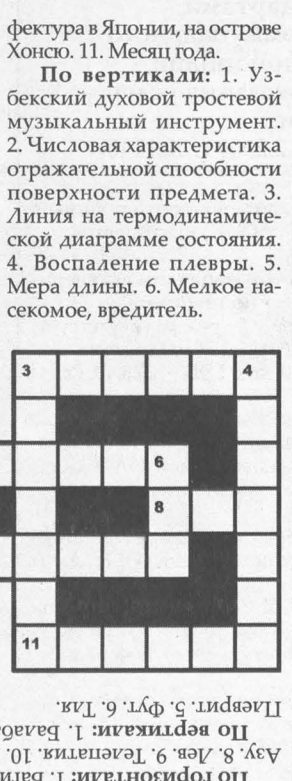 фектура в Японии, на острове
Хонсю. 11. Месяц года.
По вертикали: 1. Уз-
бекский духовой тростевой
музыкальный инструмент.
2. Числовая характеристика
отражательной способности
поверхности предмета. 3.
Линия на термодинамиче-
ской диаграмме состояния.
4. Воспаление плевры. 5.
Мера длины. 6. Мелкое на-
секомое, вредитель.
3 4
6
8
11
По горизонтали: 1.
Азу. 8. Лев. 9. Телепатия. 10.
По вертикали: 1. Балаб
Плеврит. 5. Фут. 6. Тля.